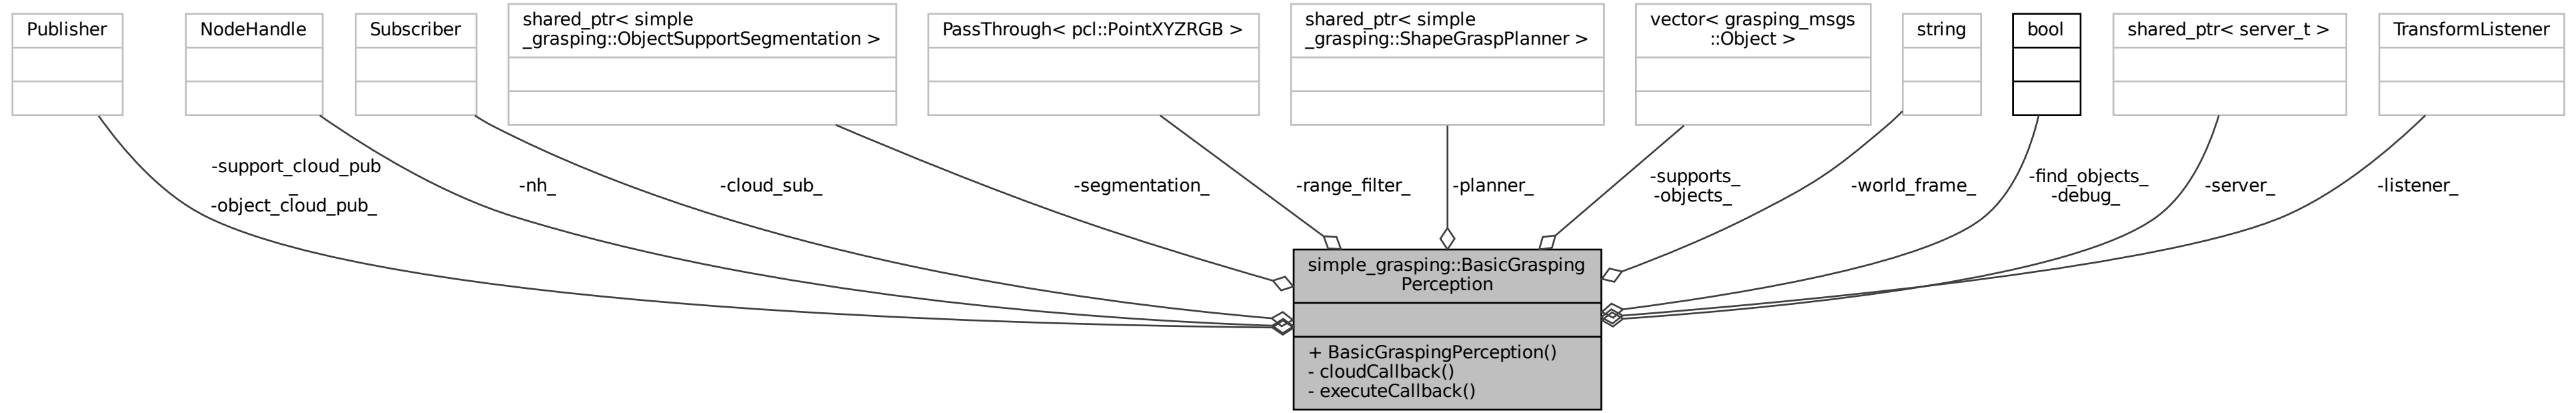 Publisher
NodeHandle
Subscriber
shared_ptr< simple
_grasping::ObjectSupportSegmentation >
PassThrough< pcl::PointXYZRGB >
shared_ptr< simple
_grasping::ShapeGraspPlanner >
vector< grasping_msgs
::Object >
string
bool
shared_ptr< server_t >
TransformListener
-support_cloud_pub
_
-object_cloud_pub_
-nh_
-cloud_sub_
-segmentation_
-range_filter_
-planner_
-supports_
-objects_
-world_frame_
-find_objects_
-debug_
-server_
-listener_
simple_grasping::BasicGrasping
Perception
+ BasicGraspingPerception()
- cloudCallback()
- executeCallback()